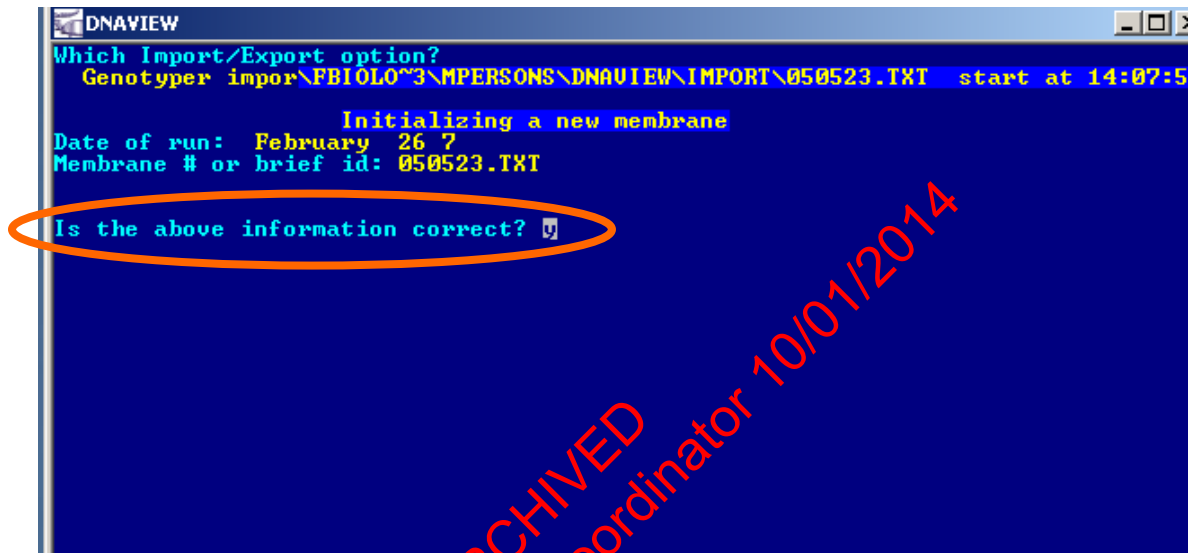 DNAVIEW
Which Import/Export option?
Genotyper impor\FBIOLO~3\MPERSONS\DNAVIEW\IMPORT\050523.TXT start at 14:07:5
Initializing a new membrane
Date of run: February 26 7
Membrane # or brief id: 050523.TXT
Is the above information correct? y
RCHIVED
ordinator 10/01/2014